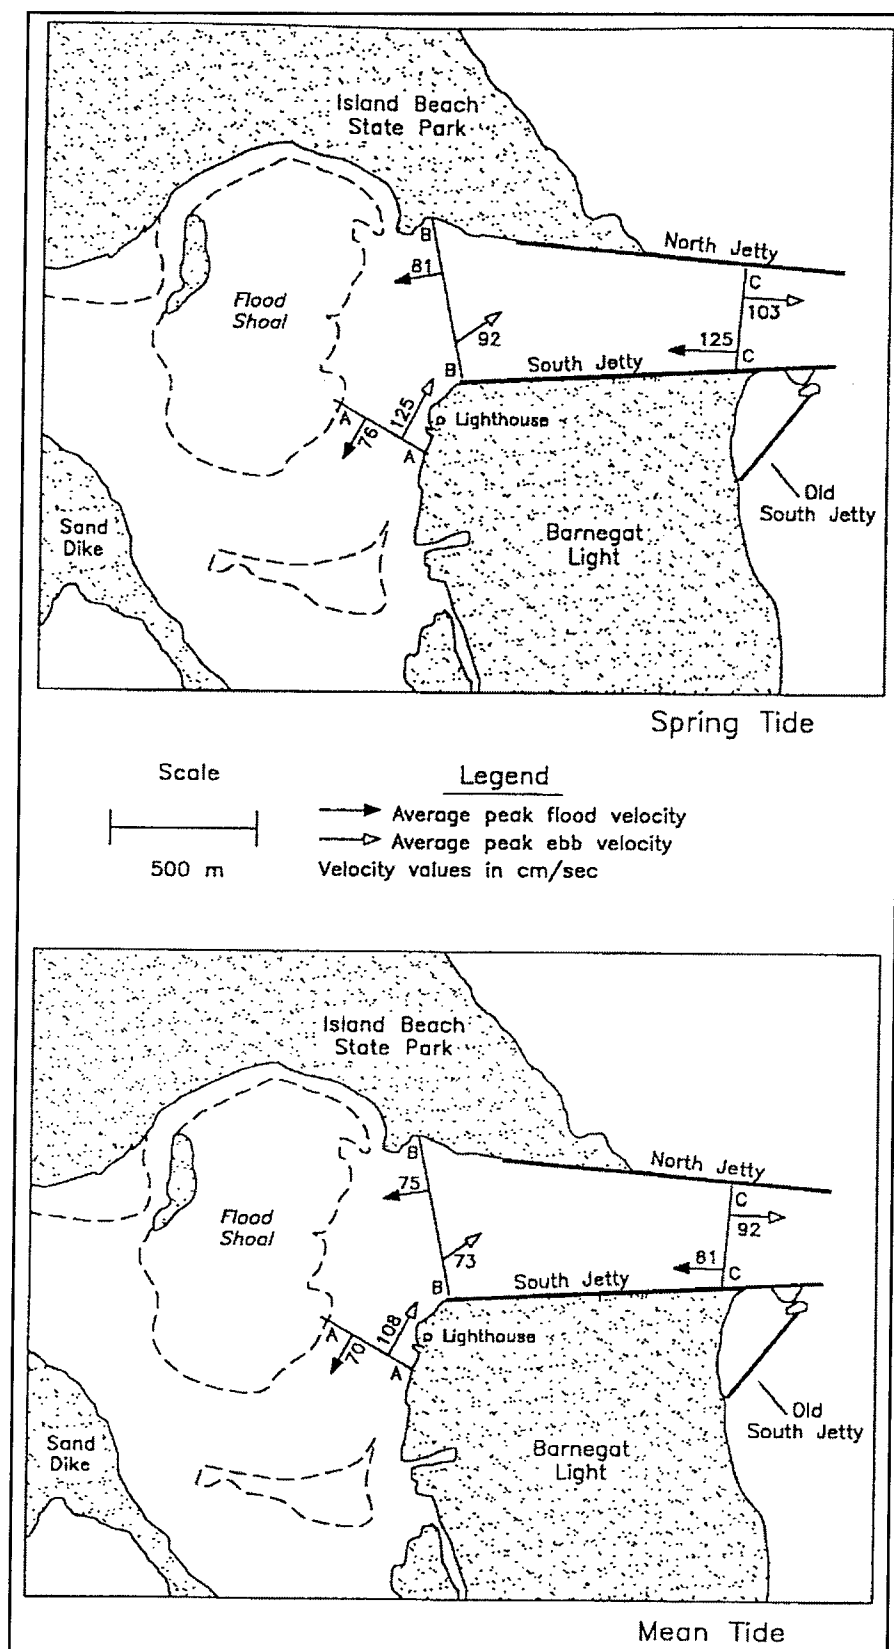 Island Beach
State Park
North Jetty
B
81
C
103
Flood
Shoal
92
125
C
B
South Jetty
A
125
76
A
Lighthouse
Old
South Jetty
Sand
Dike
Barnegat
Light
Spring Tide
Scale
500 m
Legend
Average peak flood velocity
Average peak ebb velocity
Velocity values in cm/sec
Island Beach
State Park
North Jetty
B
75
C
92
Flood
Shoal
73
81
C
B
South Jetty
A
108
70
A
Lighthouse
Old
South Jetty
Sand
Dike
Barnegat
Light
Mean Tide